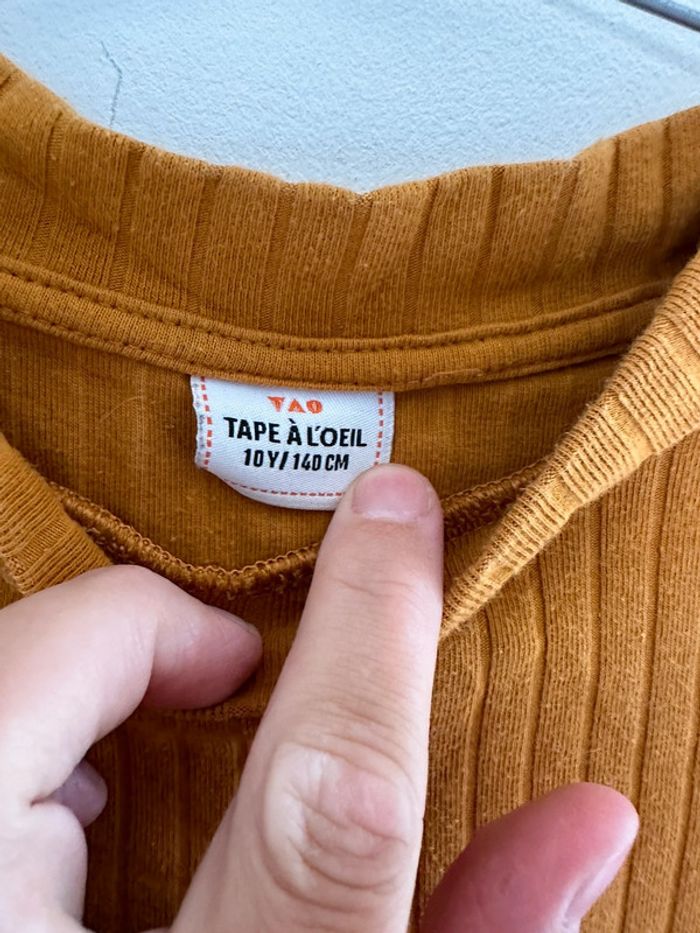 TAO
TAPE À L'OEIL
10Y/140CM